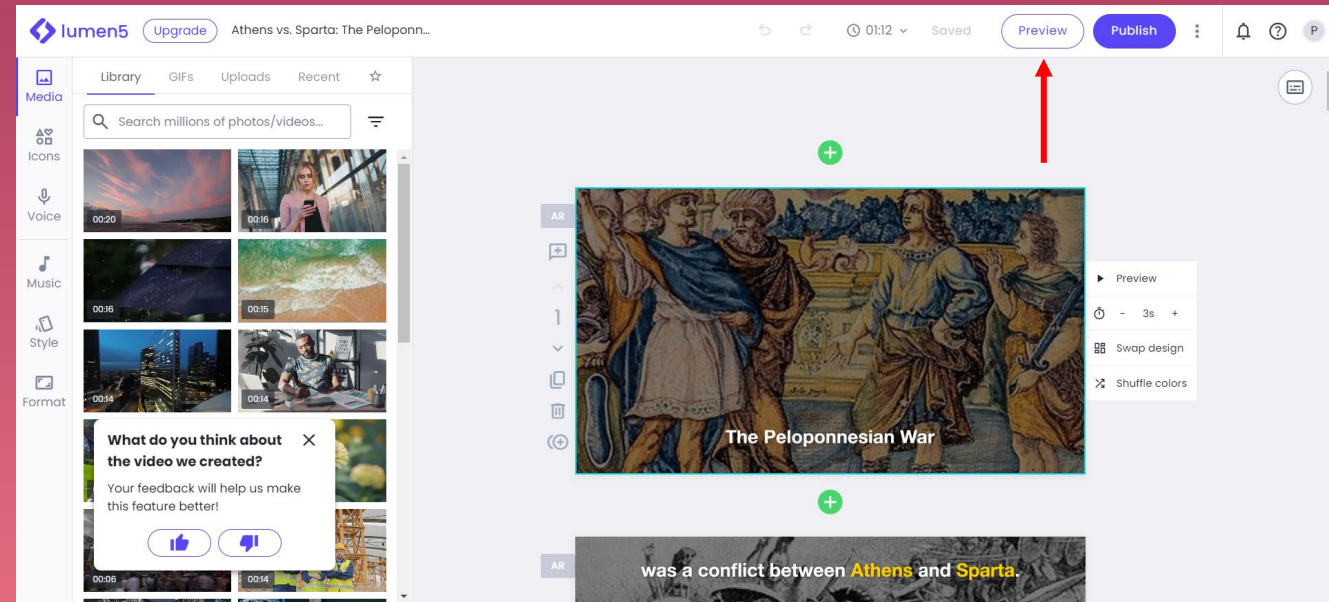 lumen5
Upgrade
Athens vs. Sparta: The Peloponn...
01:12
Saved
Preview
Publish
P
Media
Icons
Voice
Music
Style
Format
Library GIFs Uploads Recent
Search millions of photos/videos...
00:20
00:16
00:16
00:15
00:14
00:14
What do you think about
the video we created?
Your feedback will help us make
this feature better!
00:06
00:14
AR
1
The Peloponnesian War
Preview
- 3s +
Swap design
Shuffle colors
AR
was a conflict between Athens and Sparta.